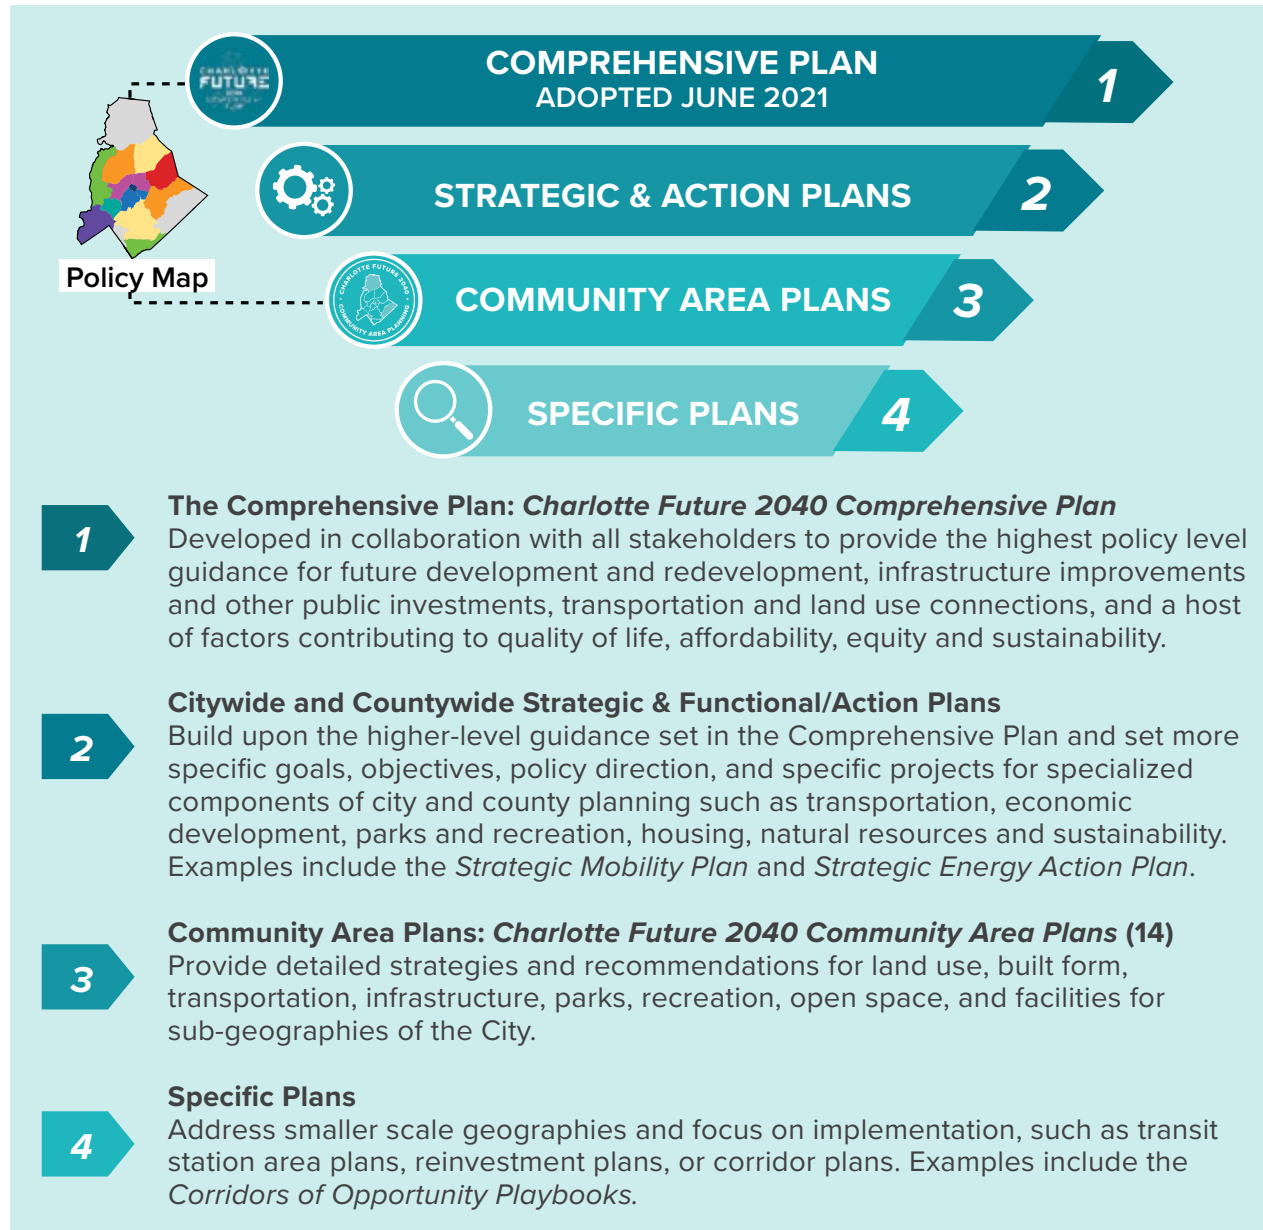 CHARLOTTE
FUTURE
COMPREHENSIVE PLAN
ADOPTED JUNE 2021
1
STRATEGIC & ACTION PLANS
2
Policy Map
CHARLOTTE FUTURE 2040
COMMUNITY AREA PLANNING
COMMUNITY AREA PLANS
3
SPECIFIC PLANS
4
1
The Comprehensive Plan: Charlotte Future 2040 Comprehensive Plan
Developed in collaboration with all stakeholders to provide the highest policy level
guidance for future development and redevelopment, infrastructure improvements
and other public investments, transportation and land use connections, and a host
of factors contributing to quality of life, affordability, equity and sustainability.
2
Citywide and Countywide Strategic & Functional/Action Plans
Build upon the higher-level guidance set in the Comprehensive Plan and set more
specific goals, objectives, policy direction, and specific projects for specialized
components of city and county planning such as transportation, economic
development, parks and recreation, housing, natural resources and sustainability.
Examples include the Strategic Mobility Plan and Strategic Energy Action Plan.
3
Community Area Plans: Charlotte Future 2040 Community Area Plans (14)
Provide detailed strategies and recommendations for land use, built form,
transportation, infrastructure, parks, recreation, open space, and facilities for
sub-geographies of the City.
4
Specific Plans
Address smaller scale geographies and focus on implementation, such as transit
station area plans, reinvestment plans, or corridor plans. Examples include the
Corridors of Opportunity Playbooks.